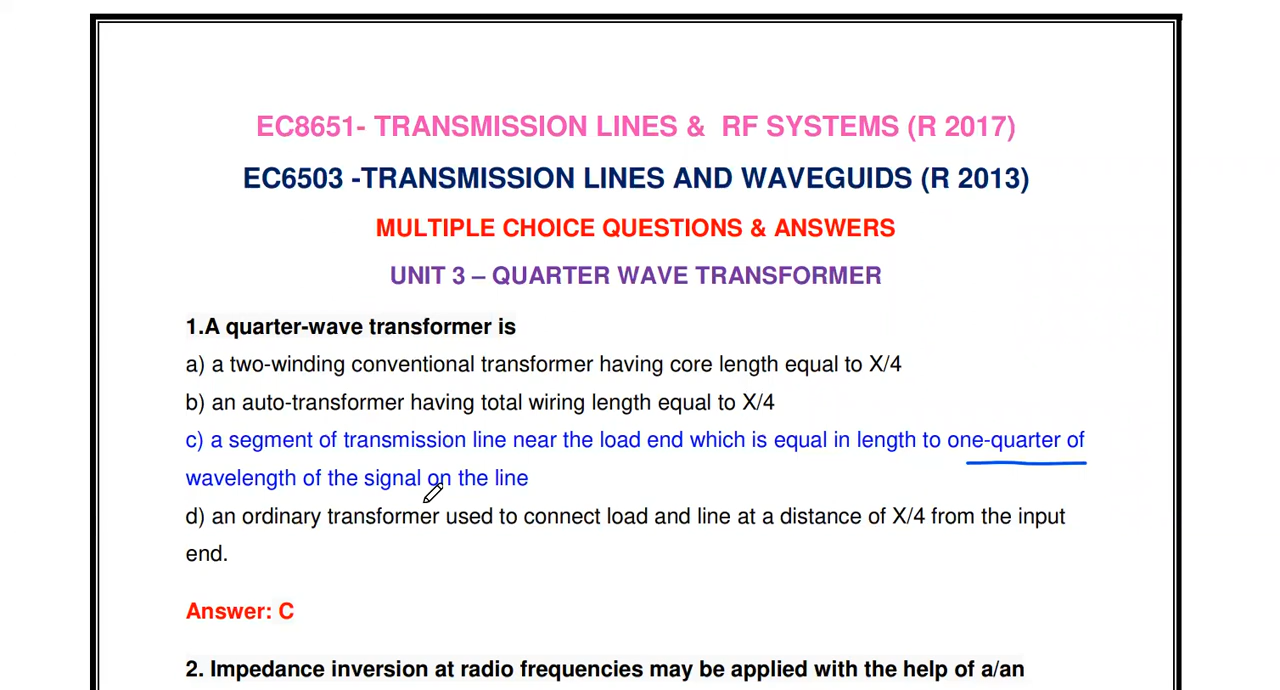 EC8651- TRANSMISSION LINES & RF SYSTEMS (R 2017)
EC6503 -TRANSMISSION LINES AND WAVEGUIDS (R 2013)
MULTIPLE CHOICE QUESTIONS & ANSWERS
UNIT 3 – QUARTER WAVE TRANSFORMER
1.A quarter-wave transformer is
a) a two-winding conventional transformer having core length equal to X/4
b) an auto-transformer having total wiring length equal to X/4
c) a segment of transmission line near the load end which is equal in length to one-quarter of
wavelength of the signal on the line
d) an ordinary transformer used to connect load and line at a distance of X/4 from the input
end.
Answer: C
2. Impedance inversion at radio frequencies may be applied with the help of a/an